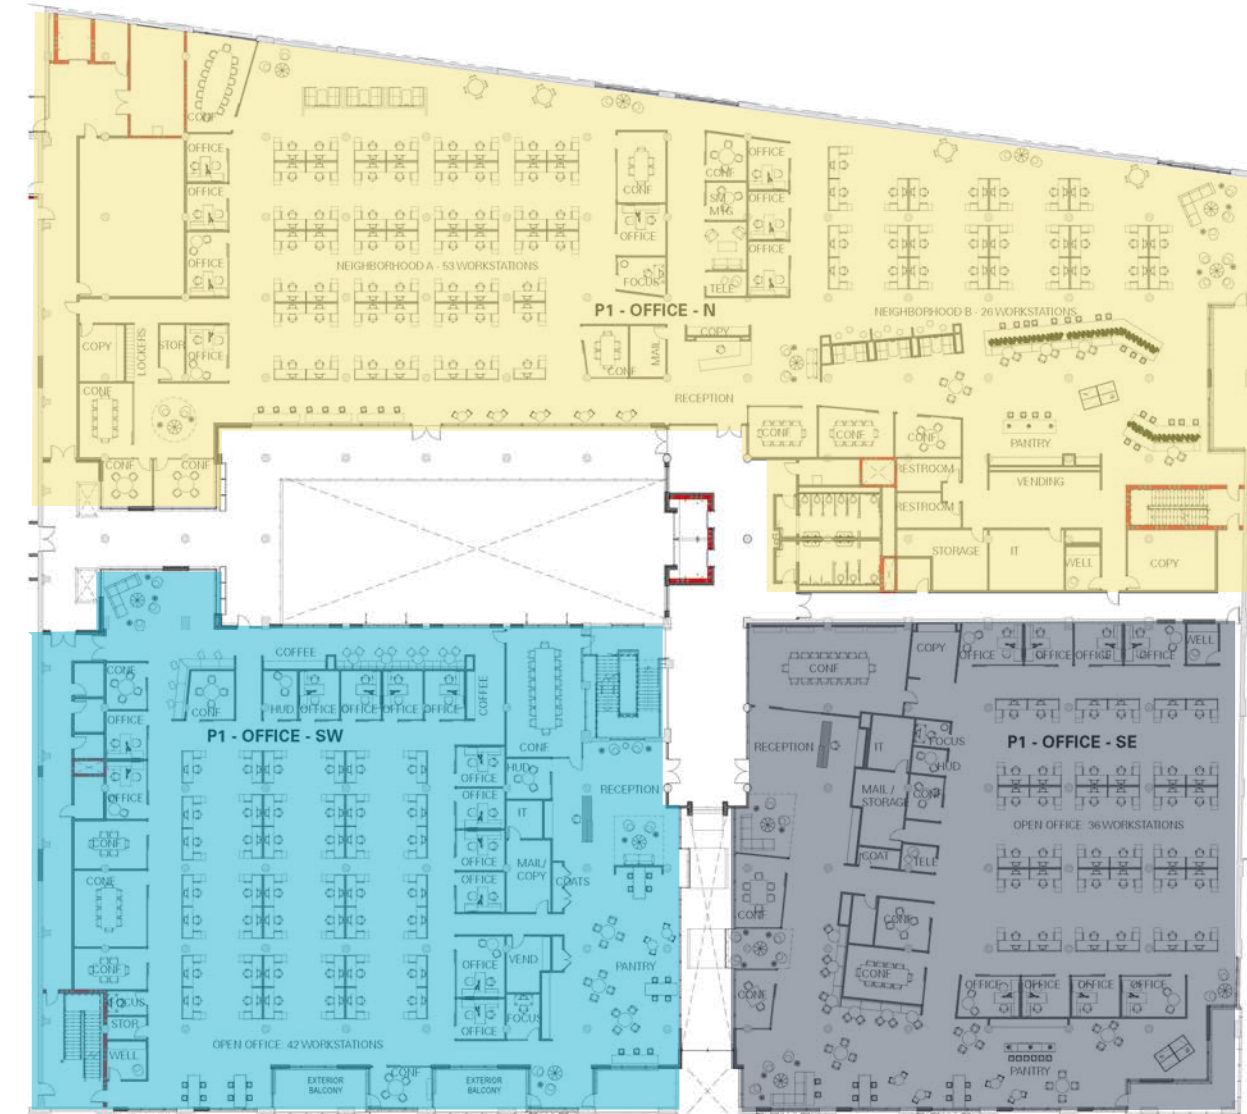 CONF
OFFICE
OFFICE
OFFICE
CONF
OFFICE
FOCUS
CONF
SM
MTG
TELE
OFFICE
OFFICE
OFFICE
NEIGHBORHOOD A - 53 WORKSTATIONS
P1 - OFFICE - N
NEIGHBORHOOD B - 26 WORKSTATIONS
COPY
LOCKERS
STOR
OFFICE
CONF
MAIL
COPY
CONF
RECEPTION
CONF
CONF
CONF
PANTRY
CONF
CONF
RESTROOM
VENDING
RESTROOM
STORAGE
IT
WELL
COPY
COFFEE
COFFEE
CONF
CONF
HUD
OFFICE
OFFICE
OFFICE
OFFICE
CONF
OFFICE
P1 - OFFICE - SW
OFFICE
HUD
RECEPTION
OFFICE
OFFICE
IT
CONF
OFFICE
MAIL/
COPY
CONF
OFFICE
COATS
OFFICE
VEND
PANTRY
CONF
FOCUS
OFFICE
FOCUS
STOR
OPEN OFFICE: 42 WORKSTATIONS
WELL
EXTERIOR
BALCONY
CONF
EXTERIOR
BALCONY
CONF
COPY
OFFICE
OFFICE
OFFICE
OFFICE
WELL
RECEPTION
IT
FOCUS
P1 - OFFICE - SE
HUD
MAIL /
STORAGE
CONF
OPEN OFFICE: 36 WORKSTATIONS
COAT
TELE
CONF
CONF
CONF
CONF
OFFICE
OFFICE
OFFICE
OFFICE
PANTRY